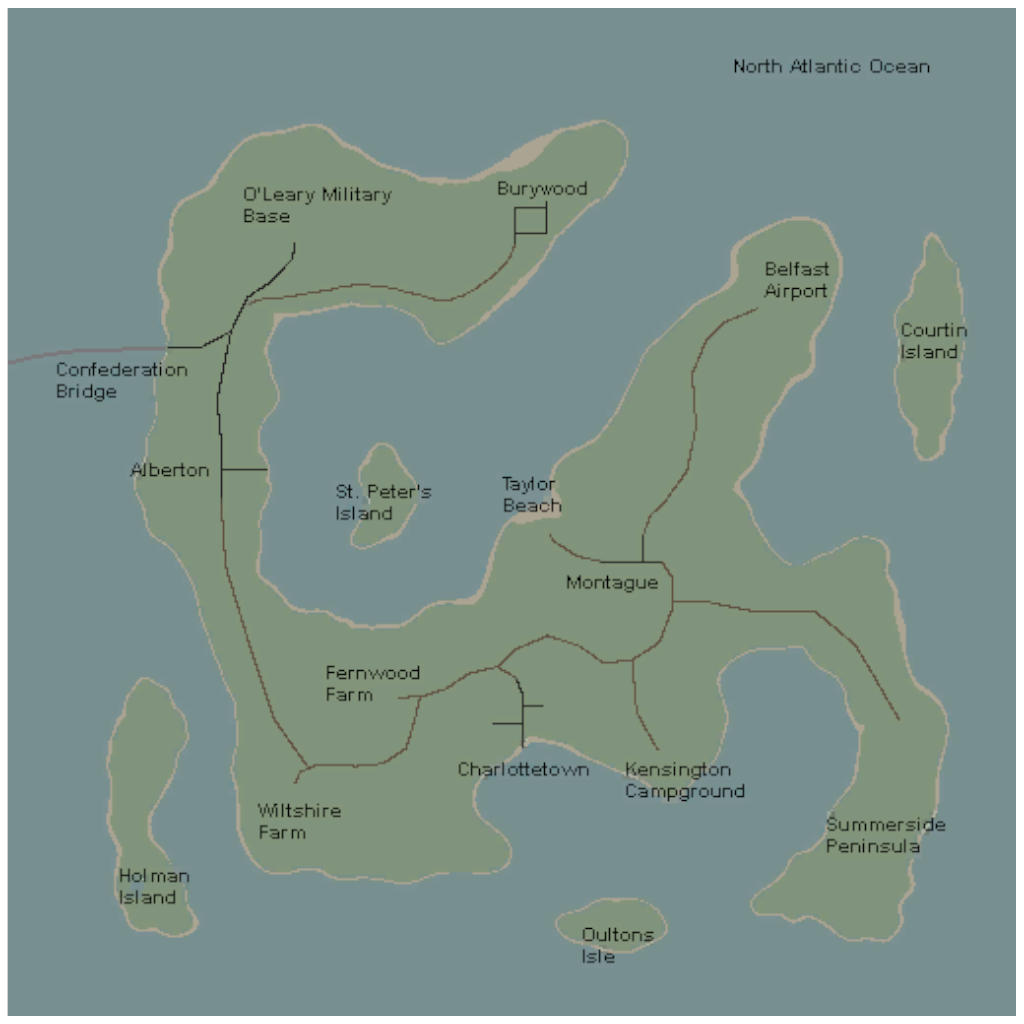 North Atlantic Ocean
O'Leary Military
Base
Burywood
Belfast
Airport
Courtin
Island
Confederation
Bridge
Alberton
St. Peter's
Island
Taylor
Beach
Montague
Fernwood
Farm
Charlottetown
Kensington
Campground
Wiltshire
Farm
Summerside
Peninsula
Holman
Island
Oultons
Isle